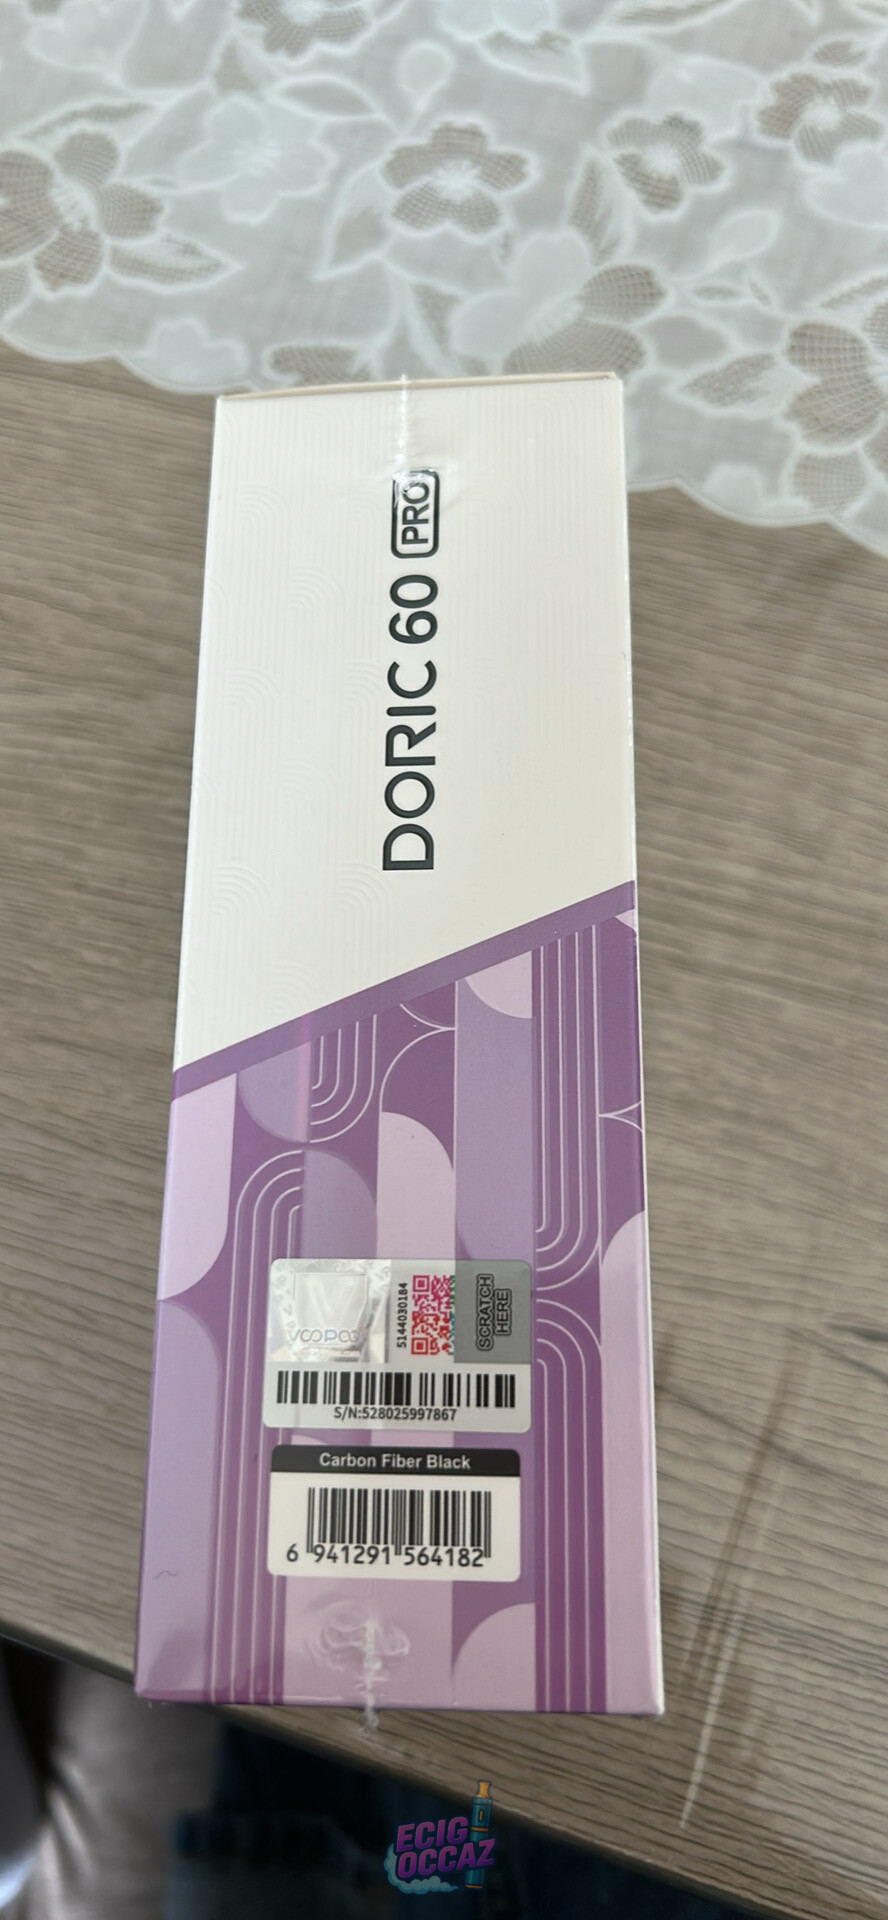 DORIC 60 PRO
VOOPOO
5144030184
SCRATCH
HERE
S/N:528025997867
Carbon Fiber Black
6 941291 564182
ECIG
OCCAZ